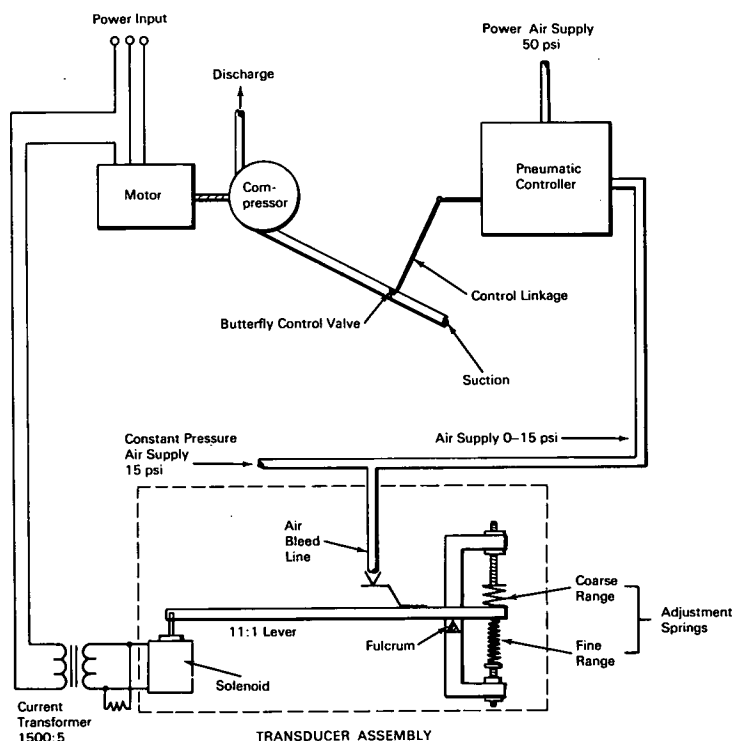 Power Input
Power Air Supply
50 psi
Discharge
Motor
Com-
pressor
Pneumatic
Controller
Control Linkage
Butterfly Control Valve
Suction
Constant Pressure
Air Supply
15 psi
Air Supply 0–15 psi
Air
Bleed
Line
Coarse
Range
Adjustment
Springs
11:1 Lever
Fulcrum
Fine
Range
Solenoid
Current
Transformer
1500:5
TRANSDUCER ASSEMBLY